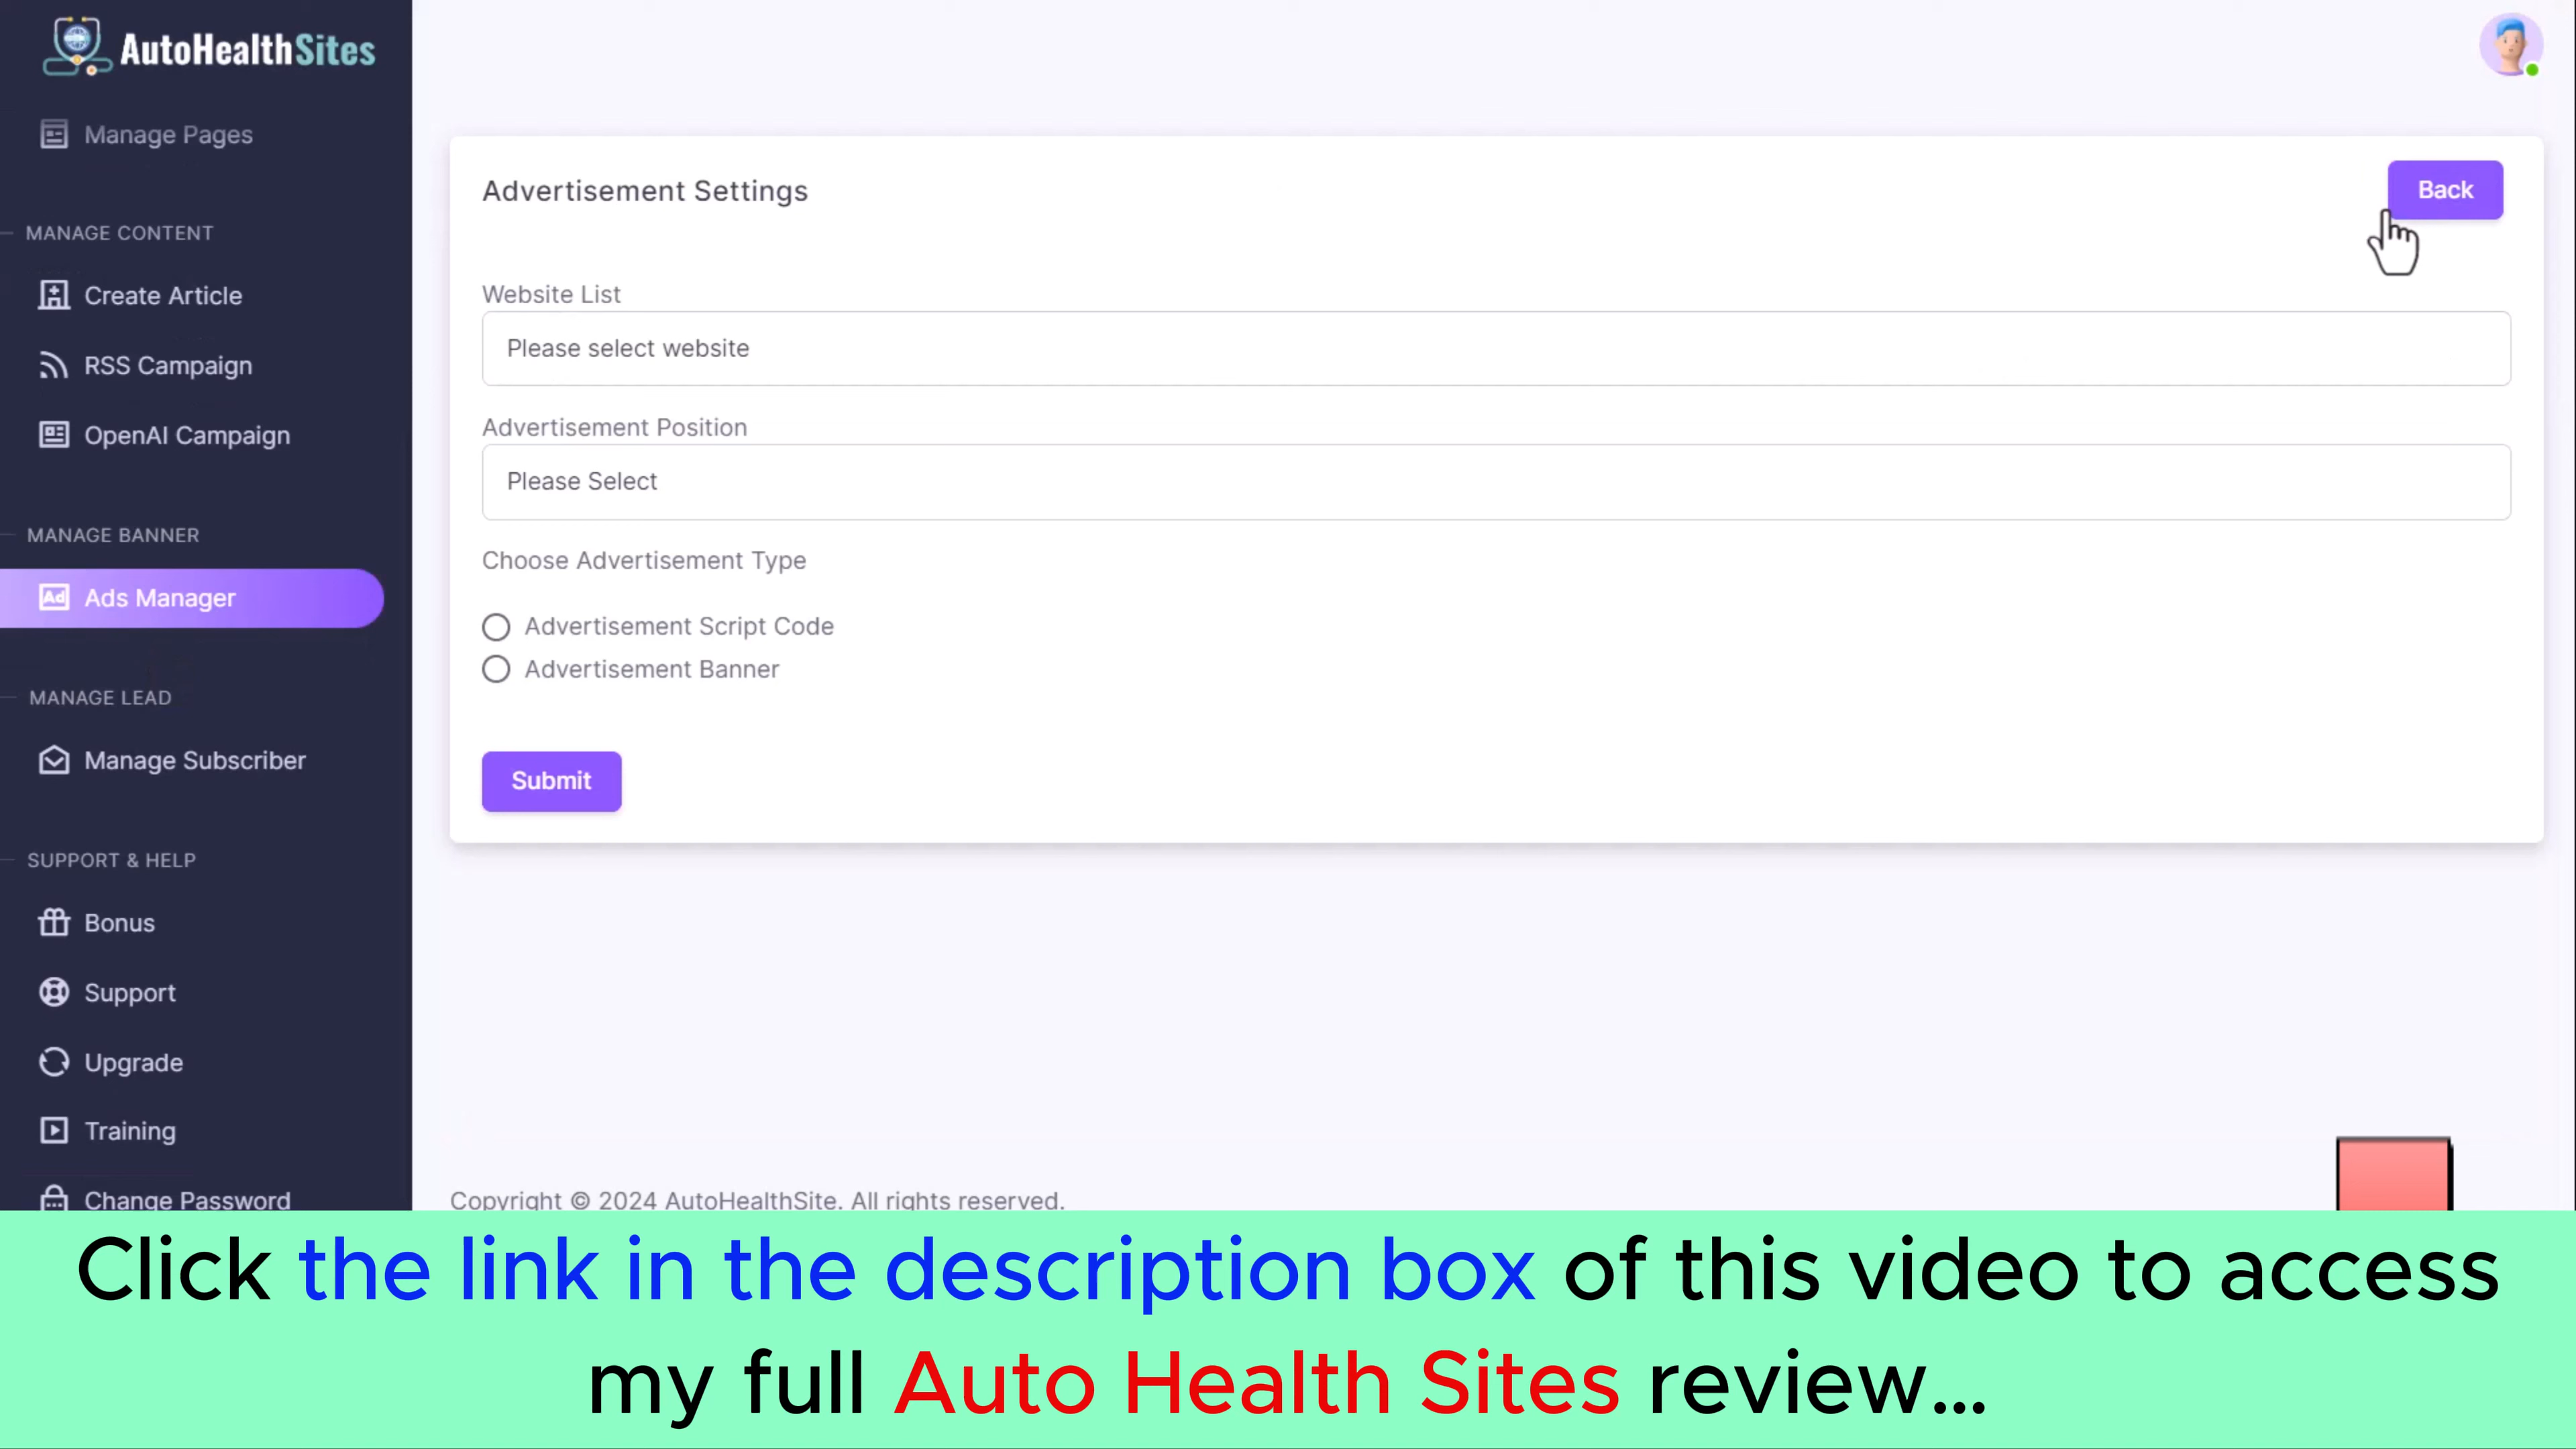 AutoHealthSites
Manage Pages
MANAGE CONTENT
Create Article
RSS Campaign
OpenAI Campaign
MANAGE BANNER
Ad Ads Manager
MANAGE LEAD
Manage Subscriber
SUPPORT & HELP
Bonus
Support
Upgrade
Training
Change Password
Advertisement Settings
Back
Website List
Please select website
Advertisement Position
Please Select
Choose Advertisement Type
Advertisement Script Code
Advertisement Banner
Submit
Copyright © 2024 AutoHealthSite. All rights reserved.
Click the link in the description box of this video to access
my full Auto Health Sites review...